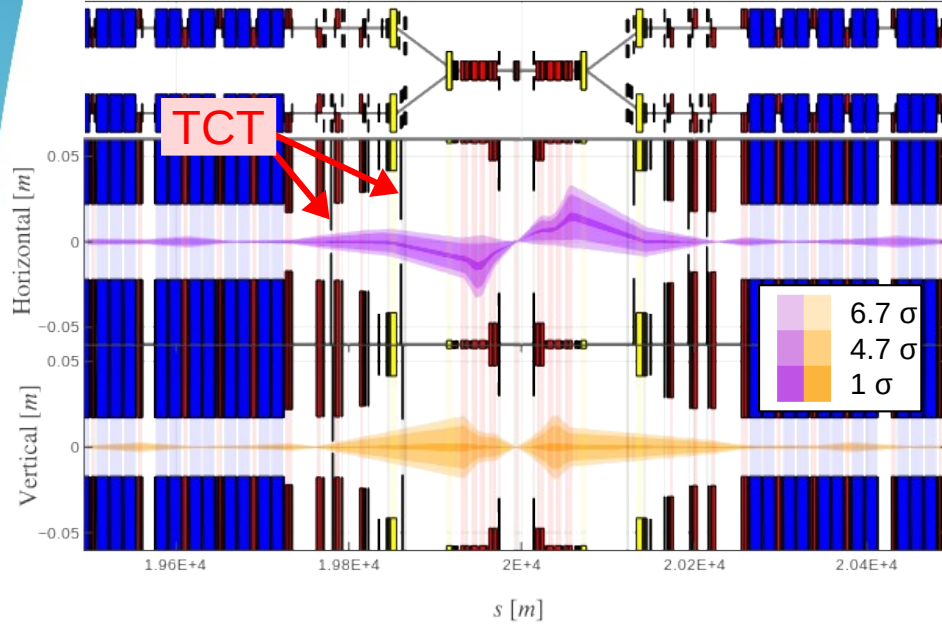 TCT
0.05
Horizontal [m]
0
−0.05
6.7 σ
4.7 σ
1 σ
0.05
Vertical [m]
0
−0.05
1.96E+4
1.98E+4
2E+4
2.02E+4
2.04E+4
s [m]